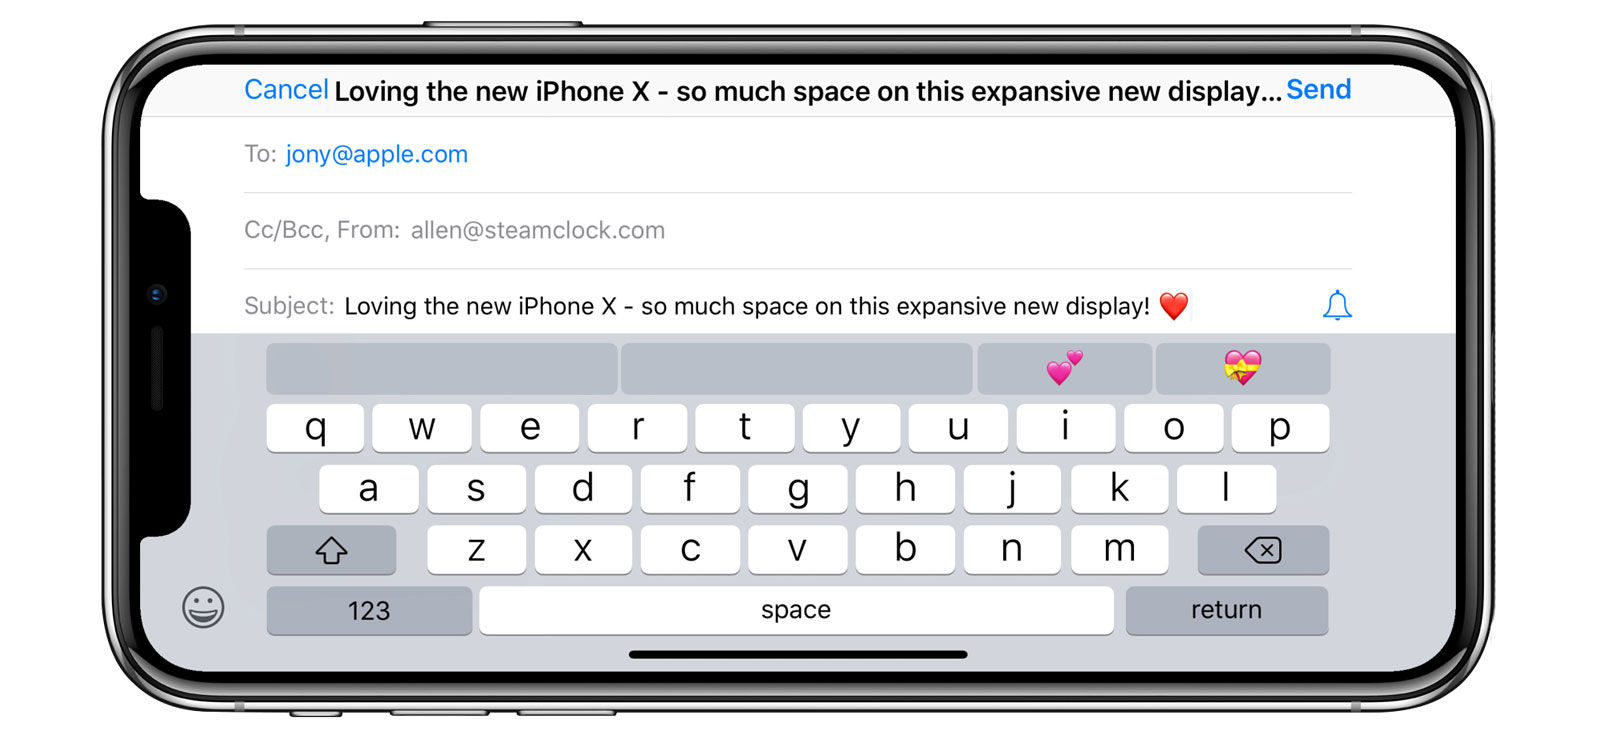 Cancel Loving the new iPhone X - so much space on this expansive new display... Send
To: jony@apple.com
Cc/Bcc, From: allen@steamclock.com
Subject: Loving the new iPhone X - so much space on this expansive new display! ❤️
💕 💝
q w e r t y u i o p
a s d f g h j k l
z x c v b n m
123 space return